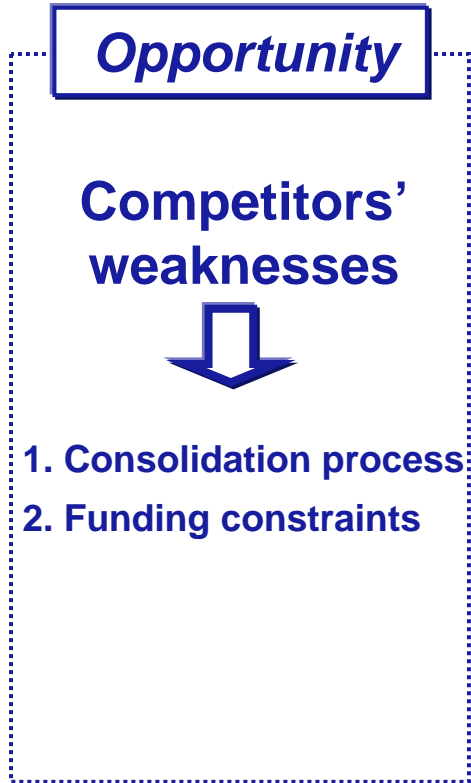 Opportunity
Competitors’
weaknesses
1. Consolidation process
2. Funding constraints